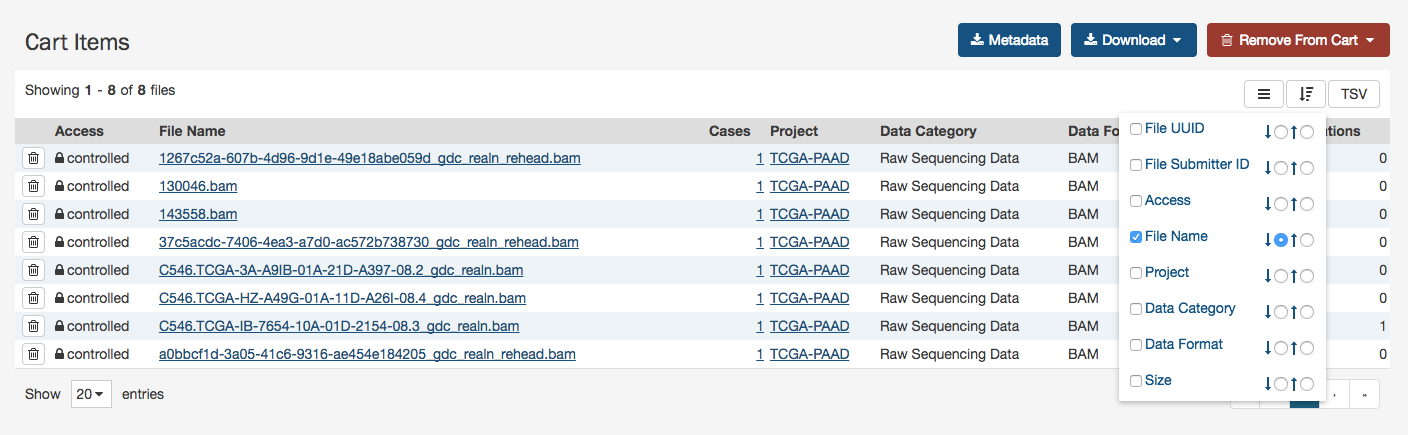 Cart Items
Metadata Download Remove From Cart
Showing 1 - 8 of 8 files
TSV
Access File Name Cases Project Data Category Data Fo tions
controlled 1267c52a-607b-4d96-9d1e-49e18abe059d_gdc_realn_rehead.bam 1 TCGA-PAAD Raw Sequencing Data BAM 0
controlled 130046.bam 1 TCGA-PAAD Raw Sequencing Data BAM 0
controlled 143558.bam 1 TCGA-PAAD Raw Sequencing Data BAM 0
controlled 37c5acdc-7406-4ea3-a7d0-ac572b738730_gdc_realn_rehead.bam 1 TCGA-PAAD Raw Sequencing Data BAM 0
controlled C546.TCGA-3A-A9IB-01A-21D-A397-08.2_gdc_realn.bam 1 TCGA-PAAD Raw Sequencing Data BAM 0
controlled C546.TCGA-HZ-A49G-01A-11D-A26I-08.4_gdc_realn.bam 1 TCGA-PAAD Raw Sequencing Data BAM 0
controlled C546.TCGA-IB-7654-10A-01D-2154-08.3_gdc_realn.bam 1 TCGA-PAAD Raw Sequencing Data BAM 1
controlled a0bbcf1d-3a05-41c6-9316-ae454e184205_gdc_realn_rehead.bam 1 TCGA-PAAD Raw Sequencing Data BAM 0
File UUID
File Submitter ID
Access
File Name
Project
Data Category
Data Format
Size
Show 20 entries › »